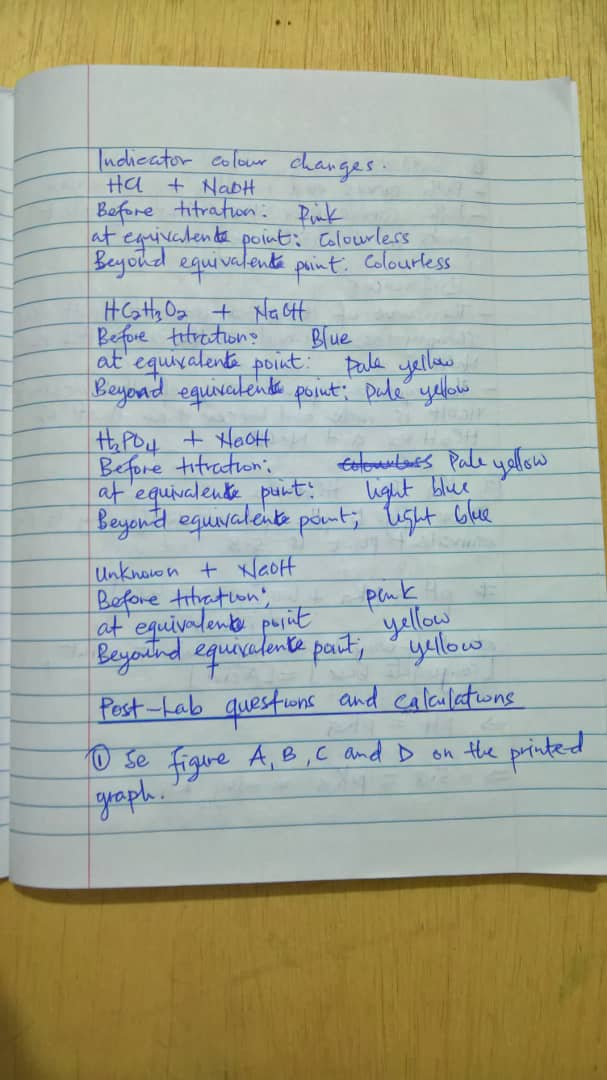 Indicator colour changes.
HCl + NaOH
Before titration: Pink
at equivalente point: Colourless
Beyond equivalente point. Colourless
HC2H3O2 + NaOH
Before titration: Blue
at equivalente point: Pale yellow
Beyond equivalente point; Pale yellow
H3PO4 + NaOH
Before titration: colourless Pale yellow
at equivalente point: light blue
Beyond equivalente point; light blue
Unknown + NaOH
Before titration; pink
at equivalente point yellow
Beyound equivalente point; yellow
Post-Lab questions and calculations
① Se figure A, B, C and D on the printed
graph.